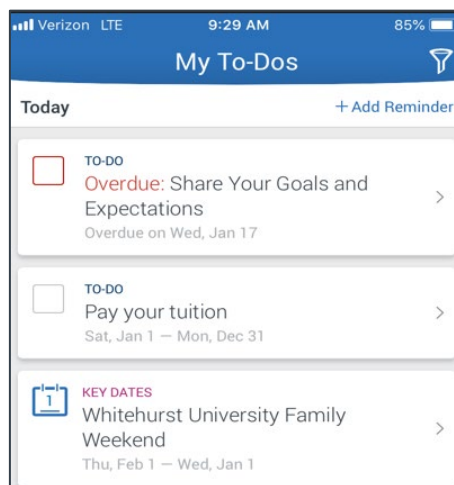 Verizon LTE 9:29 AM 85%
My To-Dos
Today + Add Reminder
TO-DO
Overdue: Share Your Goals and
Expectations
Overdue on Wed, Jan 17
TO-DO
Pay your tuition
Sat, Jan 1 — Mon, Dec 31
1
KEY DATES
Whitehurst University Family
Weekend
Thu, Feb 1 — Wed, Jan 1